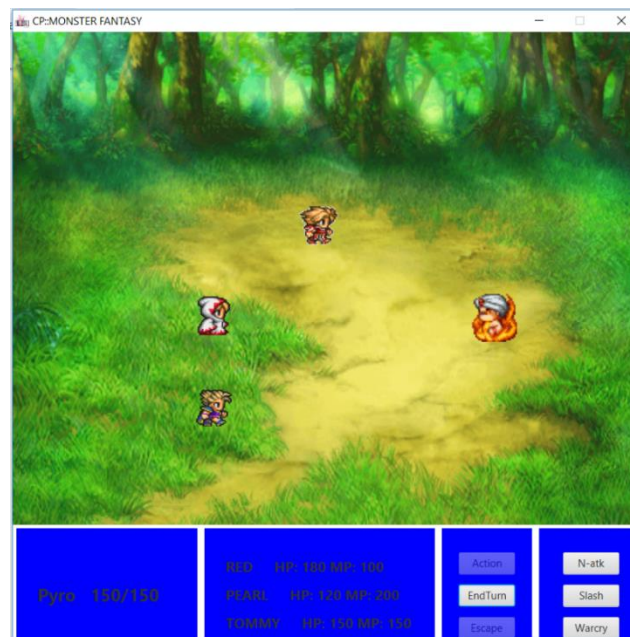 CP::MONSTER FANTASY
Pyro 150/150
RED HP: 180 MP: 100
PEARL HP: 120 MP: 200
TOMMY HP: 150 MP: 150
Action
EndTurn
Escape
N-atk
Slash
Warcry